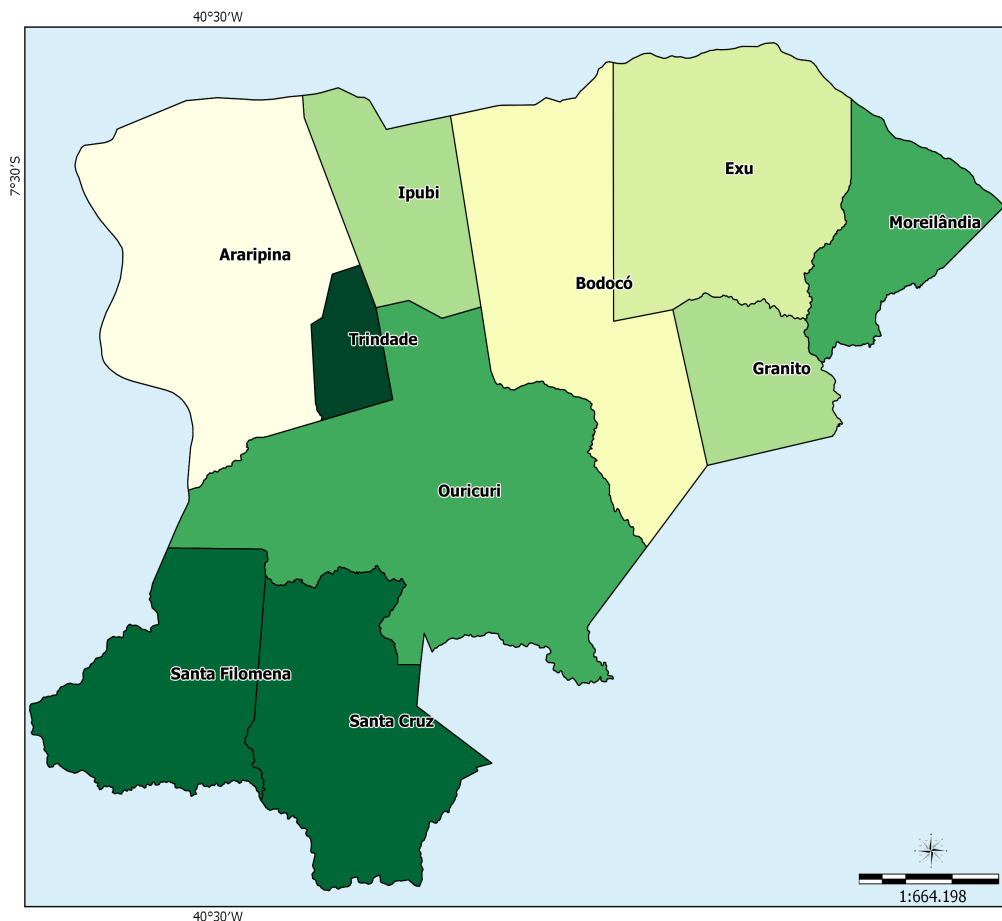 40°30'W
7°30'S
Exu
Ipubi
Moreilândia
Araripina
Bodocó
Trindade
Granito
Ouricuri
Santa Filomena
Santa Cruz
1:664.198
40°30'W